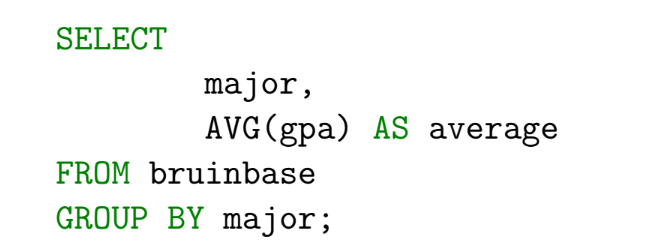 SELECT
major,
AVG(gpa) AS average
FROM bruinbase
GROUP BY major;